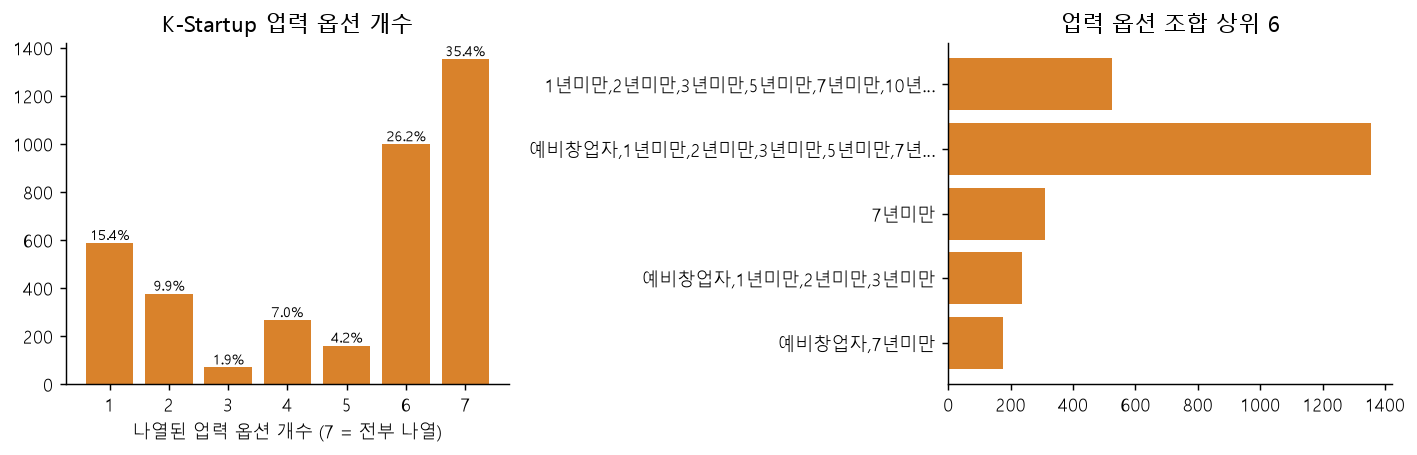 K-Startup 업력 옵션 개수
1400
1200
1000
800
600
400
200
0
15.4%
9.9%
1.9%
7.0%
4.2%
26.2%
35.4%
1 2 3 4 5 6 7
나열된 업력 옵션 개수 (7 = 전부 나열)
업력 옵션 조합 상위 6
1년미만,2년미만,3년미만,5년미만,7년미만,10년...
예비창업자,1년미만,2년미만,3년미만,5년미만,7년...
7년미만
예비창업자,1년미만,2년미만,3년미만
예비창업자,7년미만
0 200 400 600 800 1000 1200 1400